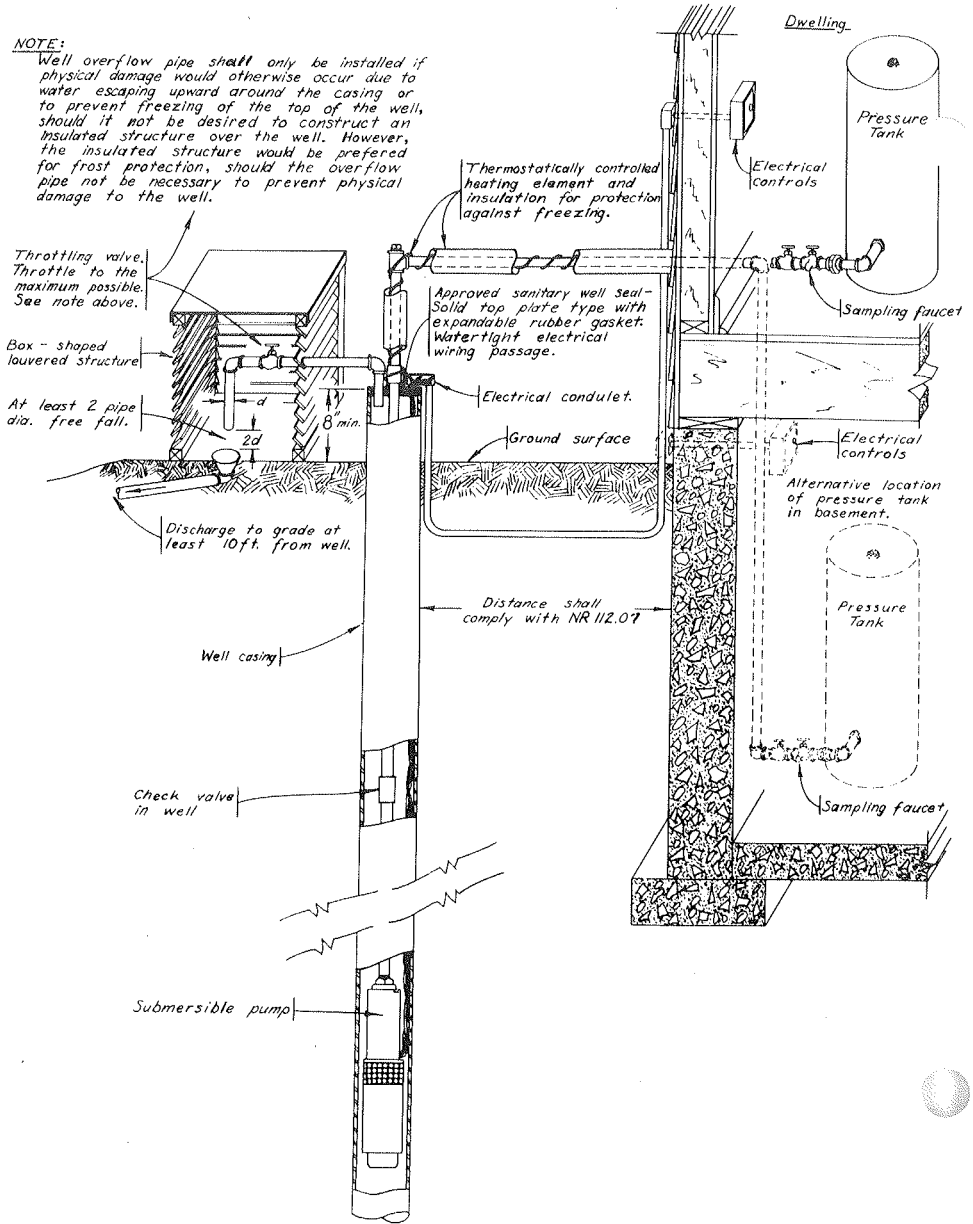 NOTE:
Well overflow pipe shall only be installed if
physical damage would otherwise occur due to
water escaping upward around the casing or
to prevent freezing of the top of the well,
should it not be desired to construct an
insulated structure over the well. However,
the insulated structure would be prefered
for frost protection, should the overflow
pipe not be necessary to prevent physical
damage to the well.
Dwelling
Pressure
Tank
Electrical
controls
Thermostatically controlled
heating element and
insulation for protection
against freezing.
Throttling valve.
Throttle to the
maximum possible.
See note above.
Sampling faucet
Approved sanitary well seal-
Solid top plate type with
expandable rubber gasket.
Watertight electrical
wiring passage.
Box-shaped
louvered structure
Electrical condulet.
d
8" min.
At least 2 pipe
dia. free fall.
2d
Ground surface
Electrical
controls
Alternative location
of pressure tank
in basement.
Discharge to grade at
least 10ft. from well.
Distance shall
comply with NR 112.07
Pressure
Tank
Well casing
Check valve
in well
Sampling faucet
Submersible pump